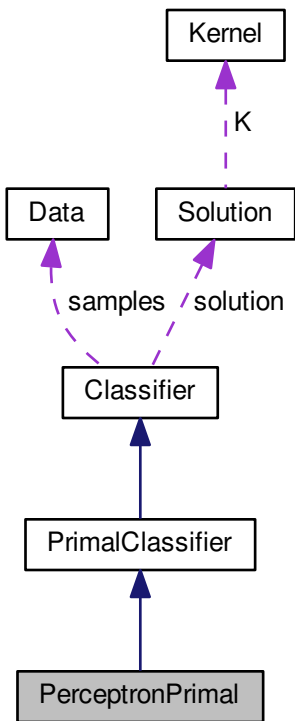 Kernel
K
Data
Solution
samples
solution
Classifier
PrimalClassifier
PerceptronPrimal